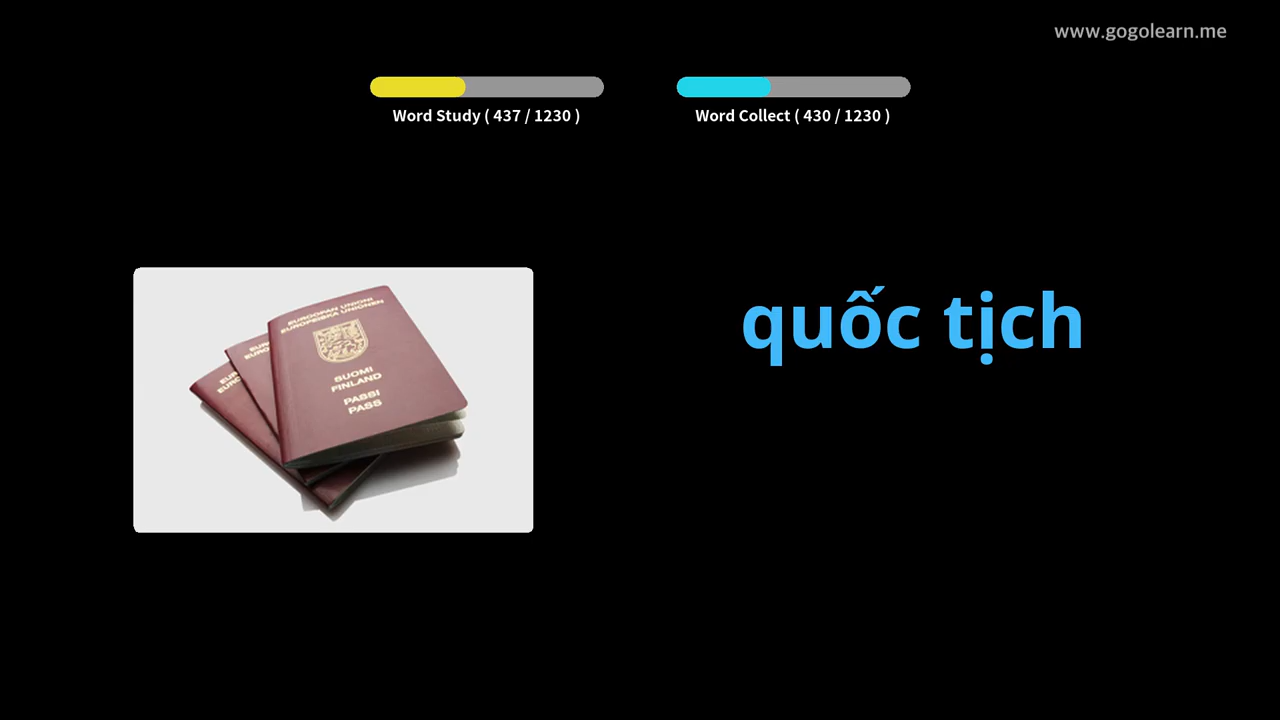 www.gogolearn.me
Word Study ( 437 / 1230 )
Word Collect ( 430 / 1230 )
quốc tịch
EUROOPAN UNIONI
EUROPEISKA UNIONEN
SUOMI
FINLAND
PASSI
PASS